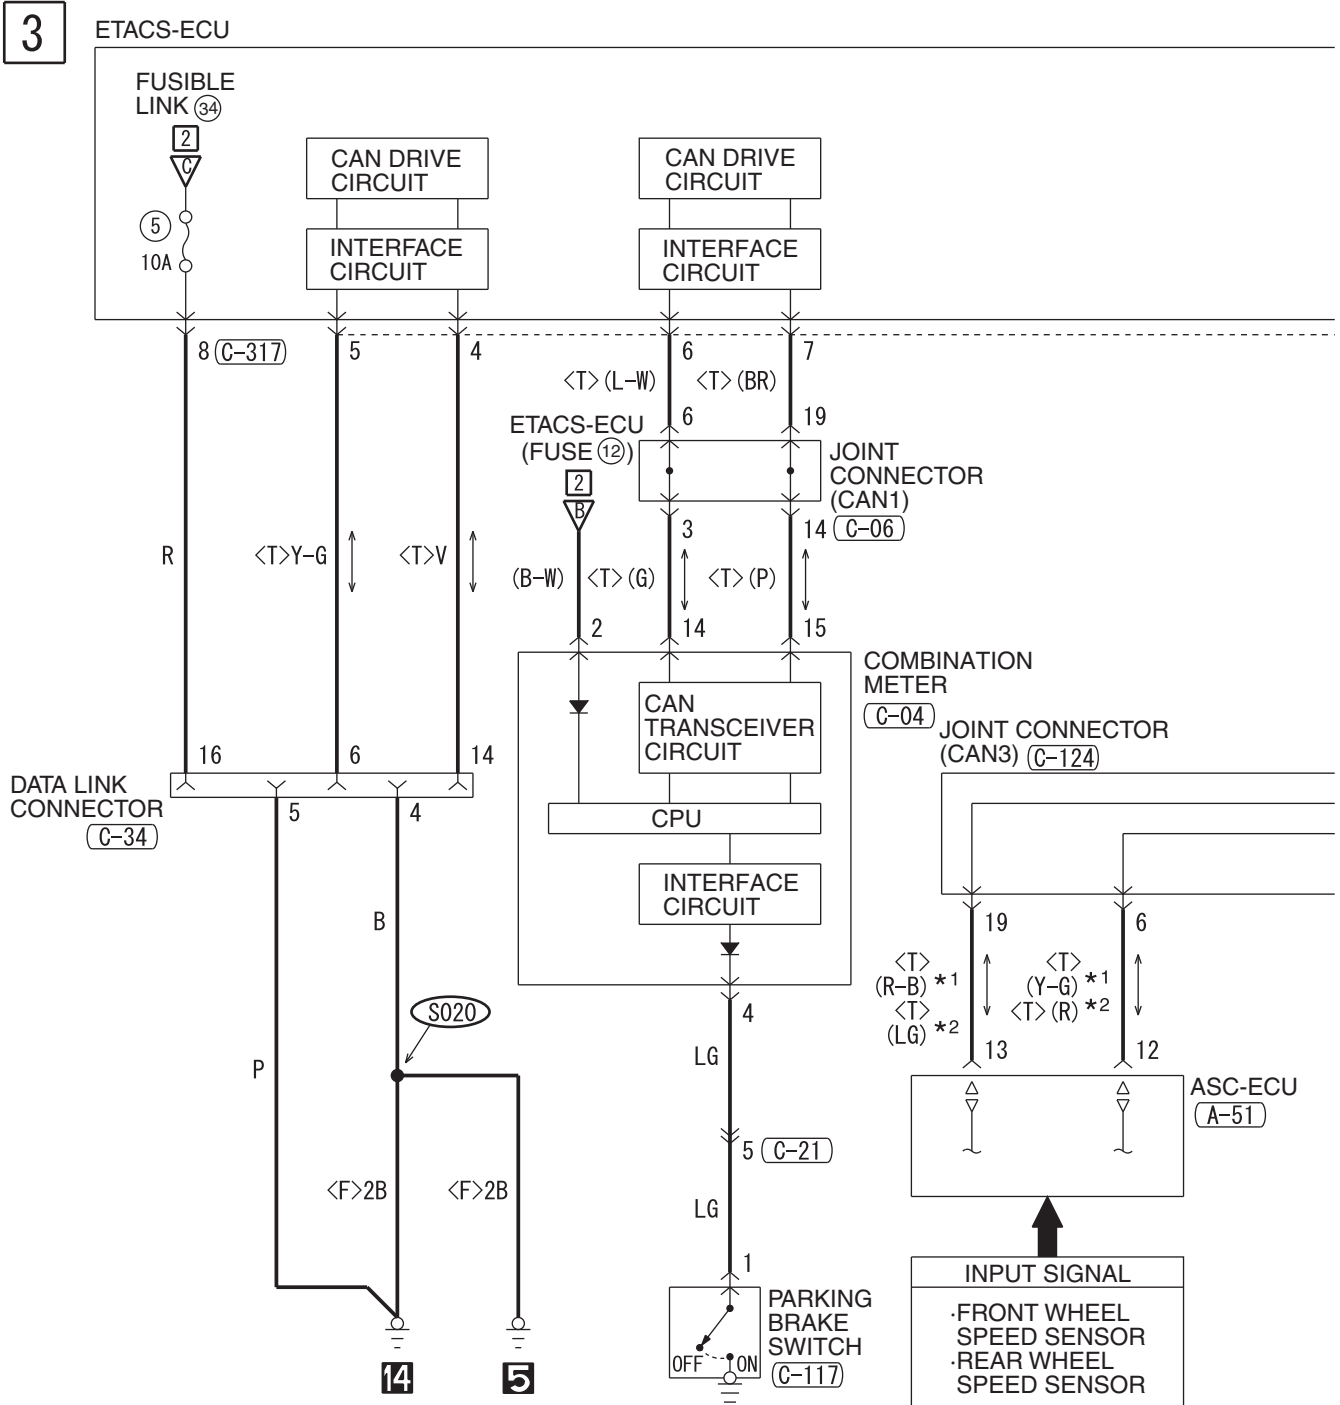 3
ETACS-ECU
FUSIBLE
LINK 34
2
C
5
10A
CAN DRIVE
CIRCUIT
INTERFACE
CIRCUIT
CAN DRIVE
CIRCUIT
INTERFACE
CIRCUIT
8 C-317
5
4
6
7
<T>(L-W)
<T>(BR)
6
19
ETACS-ECU
(FUSE 12)
2
B
JOINT
CONNECTOR
(CAN1)
C-06
3
14
R
<T>Y-G
<T>V
(B-W)
<T>(G)
<T>(P)
2
14
15
COMBINATION
METER
C-04
CAN
TRANSCEIVER
CIRCUIT
CPU
INTERFACE
CIRCUIT
4
16
6
14
DATA LINK
CONNECTOR
C-34
5
4
B
S020
P
<F>2B
<F>2B
14
5
LG
5 C-21
LG
1
PARKING
BRAKE
SWITCH
C-117
OFF
ON
JOINT CONNECTOR
(CAN3) C-124
19
6
<T>
(R-B) *1
<T>
(LG) *2
<T>
(Y-G) *1
<T>(R) *2
13
12
ASC-ECU
A-51
INPUT SIGNAL
·FRONT WHEEL
SPEED SENSOR
·REAR WHEEL
SPEED SENSOR